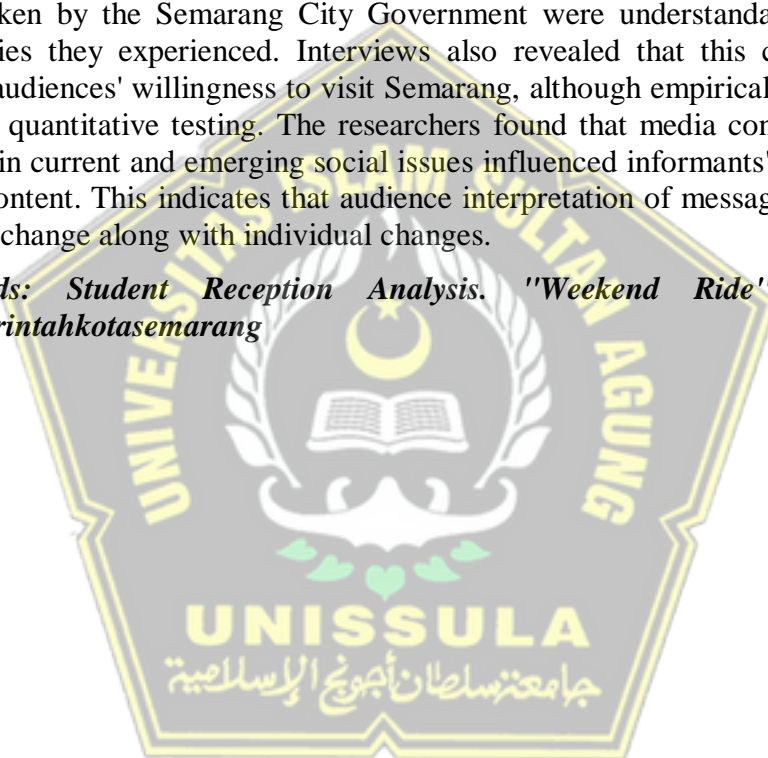 ken by the Semarang City Government were understanda
ies they experienced. Interviews also revealed that this c
audiences' willingness to visit Semarang, although empirical
quantitative testing. The researchers found that media con
in current and emerging social issues influenced informants'
ontent. This indicates that audience interpretation of messag
change along with individual changes.
ds: Student Reception Analysis. "Weekend Ride"
rintahkotasemarang
UNIVERSITAS ISLAM SULTAN AGUNG
UNISSULA
جامعة سلطان أجونج الإسلامية